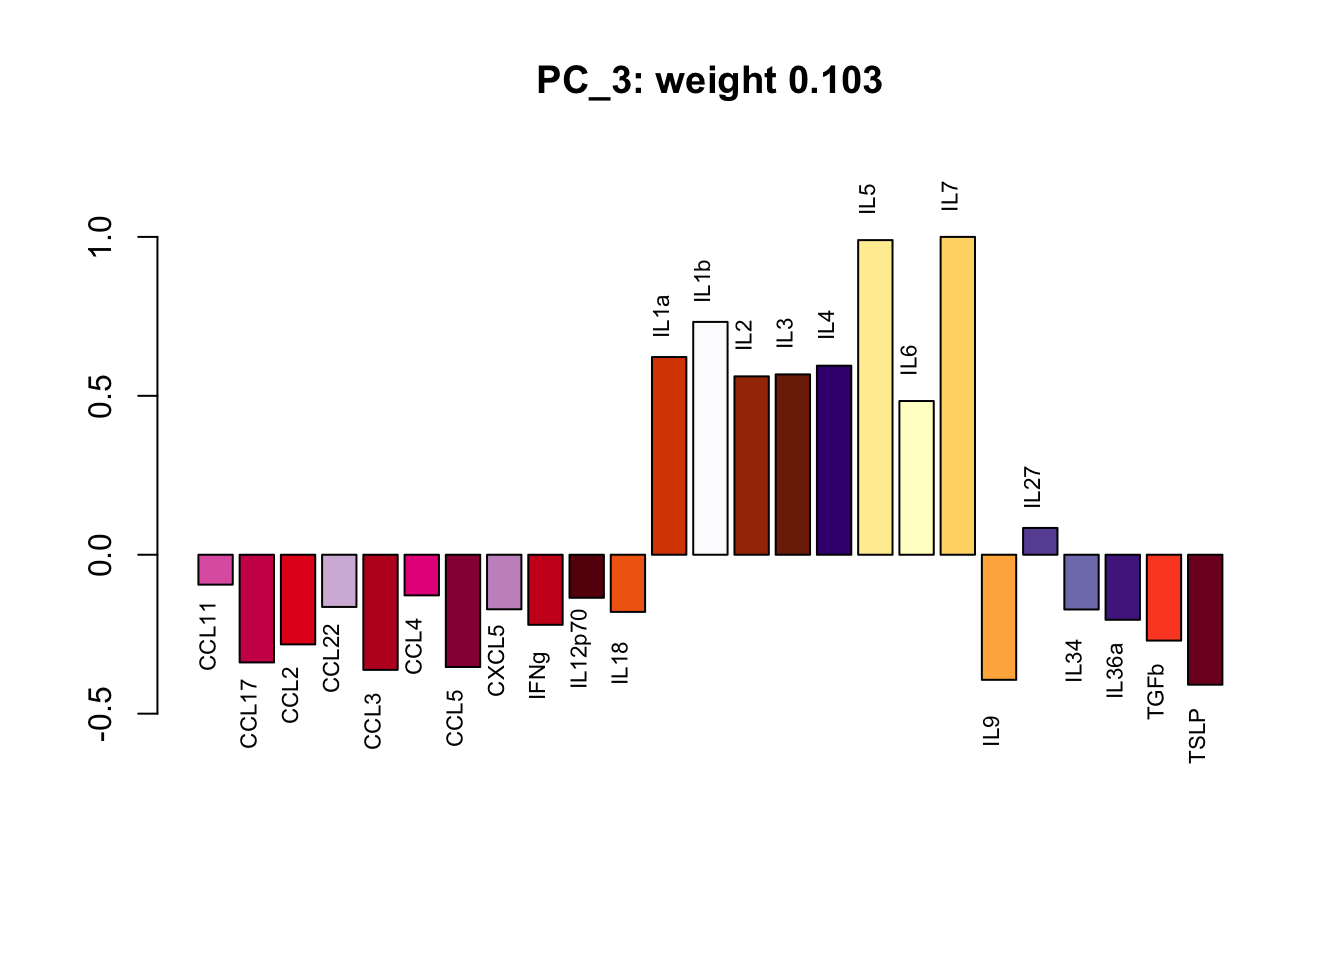 PC_3: weight 0.103
1.0
0.5
0.0
-0.5
CCL11
CCL17
CCL2
CCL22
CCL3
CCL4
CCL5
CXCL5
IFNg
IL12p70
IL18
IL1a
IL1b
IL2
IL3
IL4
IL5
IL6
IL7
IL9
IL27
IL34
IL36a
TGFb
TSLP